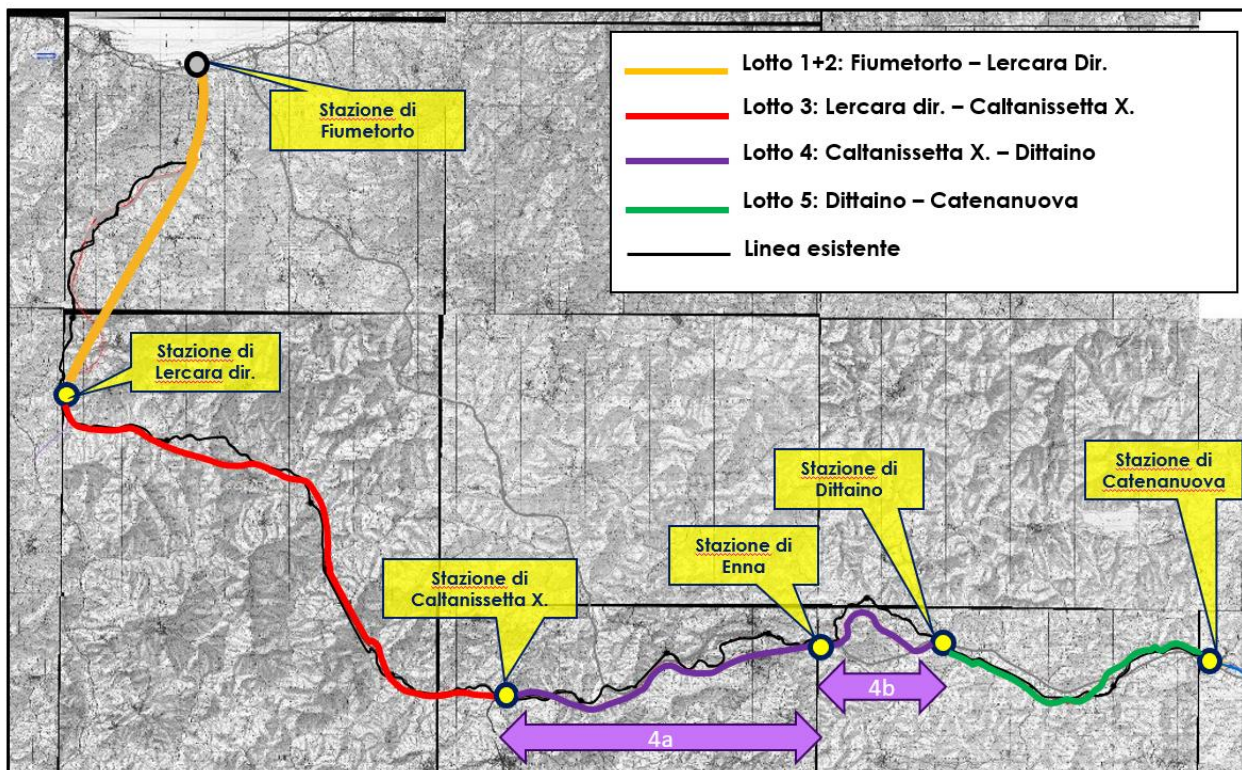 Stazione di
Fiumetorto
Lotto 1+2: Fiumetorto – Lercara Dir.
Lotto 3: Lercara dir. – Caltanissetta X.
Lotto 4: Caltanissetta X. – Dittaino
Lotto 5: Dittaino – Catenanuova
Linea esistente
Stazione di
Lercara dir.
Stazione di
Dittaino
Stazione di
Catenanuova
Stazione di
Enna
Stazione di
Caltanissetta X.
4b
4a